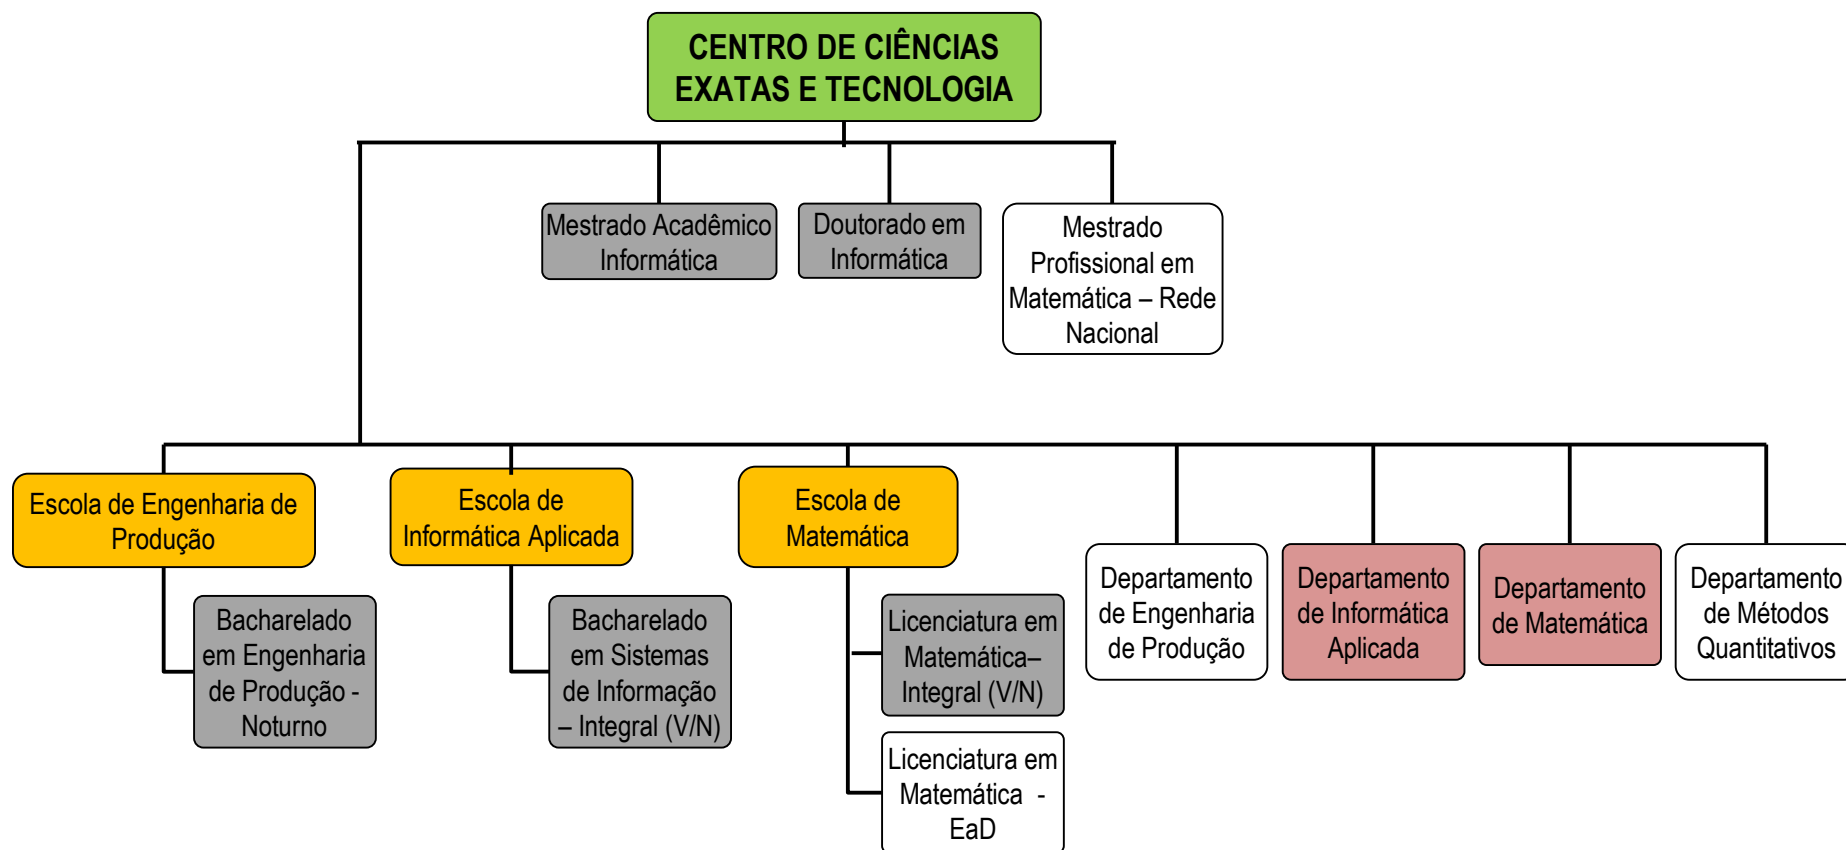 CENTRO DE CIÊNCIAS
EXATAS E TECNOLOGIA
Mestrado Acadêmico
Informática
Doutorado em
Informática
Mestrado
Profissional em
Matemática – Rede
Nacional
Escola de Engenharia de
Produção
Escola de
Informática Aplicada
Escola de
Matemática
Departamento
de Engenharia
de Produção
Departamento
de Informática
Aplicada
Departamento
de Matemática
Departamento
de Métodos
Quantitativos
Bacharelado
em Engenharia
de Produção -
Noturno
Bacharelado
em Sistemas
de Informação
– Integral (V/N)
Licenciatura em
Matemática–
Integral (V/N)
Licenciatura em
Matemática -
EaD